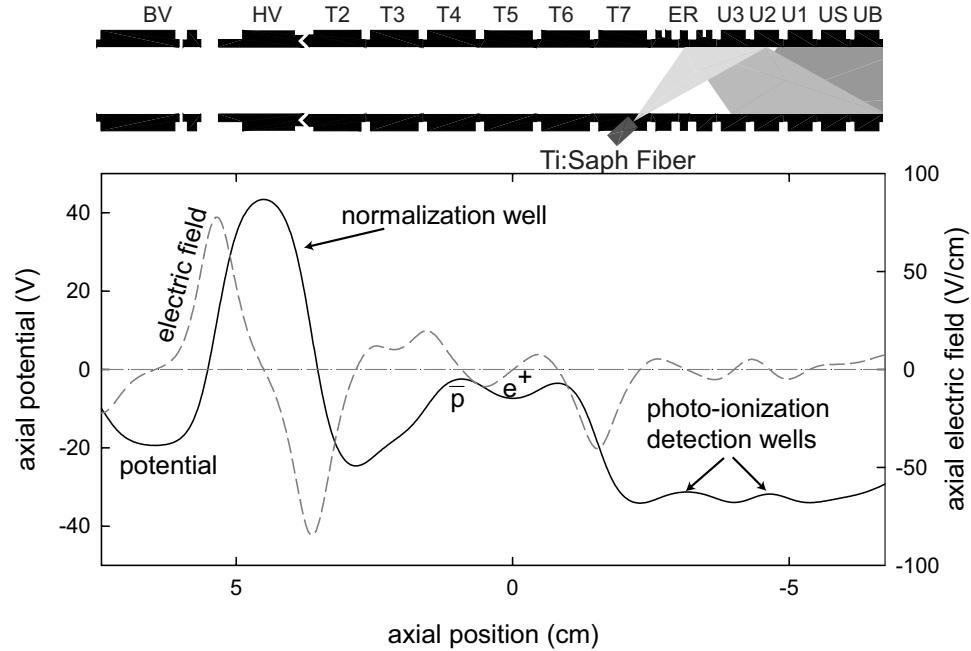 BV HV T2 T3 T4 T5 T6 T7 ER U3 U2 U1 US UB
Ti:Saph Fiber
axial potential (V)
40
20
0
-20
-40
axial electric field (V/cm)
100
50
0
-50
-100
electric field
normalization well
p̅
e+
potential
photo-ionization
detection wells
5 0 -5
axial position (cm)